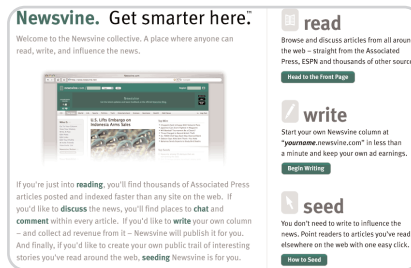 Newsvine. Get smarter here.™
Welcome to the Newsvine collective. A place where anyone can
read, write, and influence the news.
U.S. Lifts Embargo on
Indonesia Arms Sales
If you're just into reading, you'll find thousands of Associated Press
articles posted and indexed faster than any site on the web. If
you'd like to discuss the news, you'll find places to chat and
comment within every article. If you'd like to write your own column
– and collect ad revenue from it – Newsvine will publish it for you.
And finally, if you'd like to create your own public trail of interesting
stories you've read around the web, seeding Newsvine is for you.
read
Browse and discuss articles from all aroun
the web – straight from the Associated
Press, ESPN and thousands of other source
Head to the Front Page
write
Start your own Newsvine column at
"yourname.newsvine.com" in less than
a minute and keep your own ad earnings.
Begin Writing
seed
You don't need to write to influence the
news. Point readers to articles you've read
elsewhere on the web with one easy click.
How to Seed